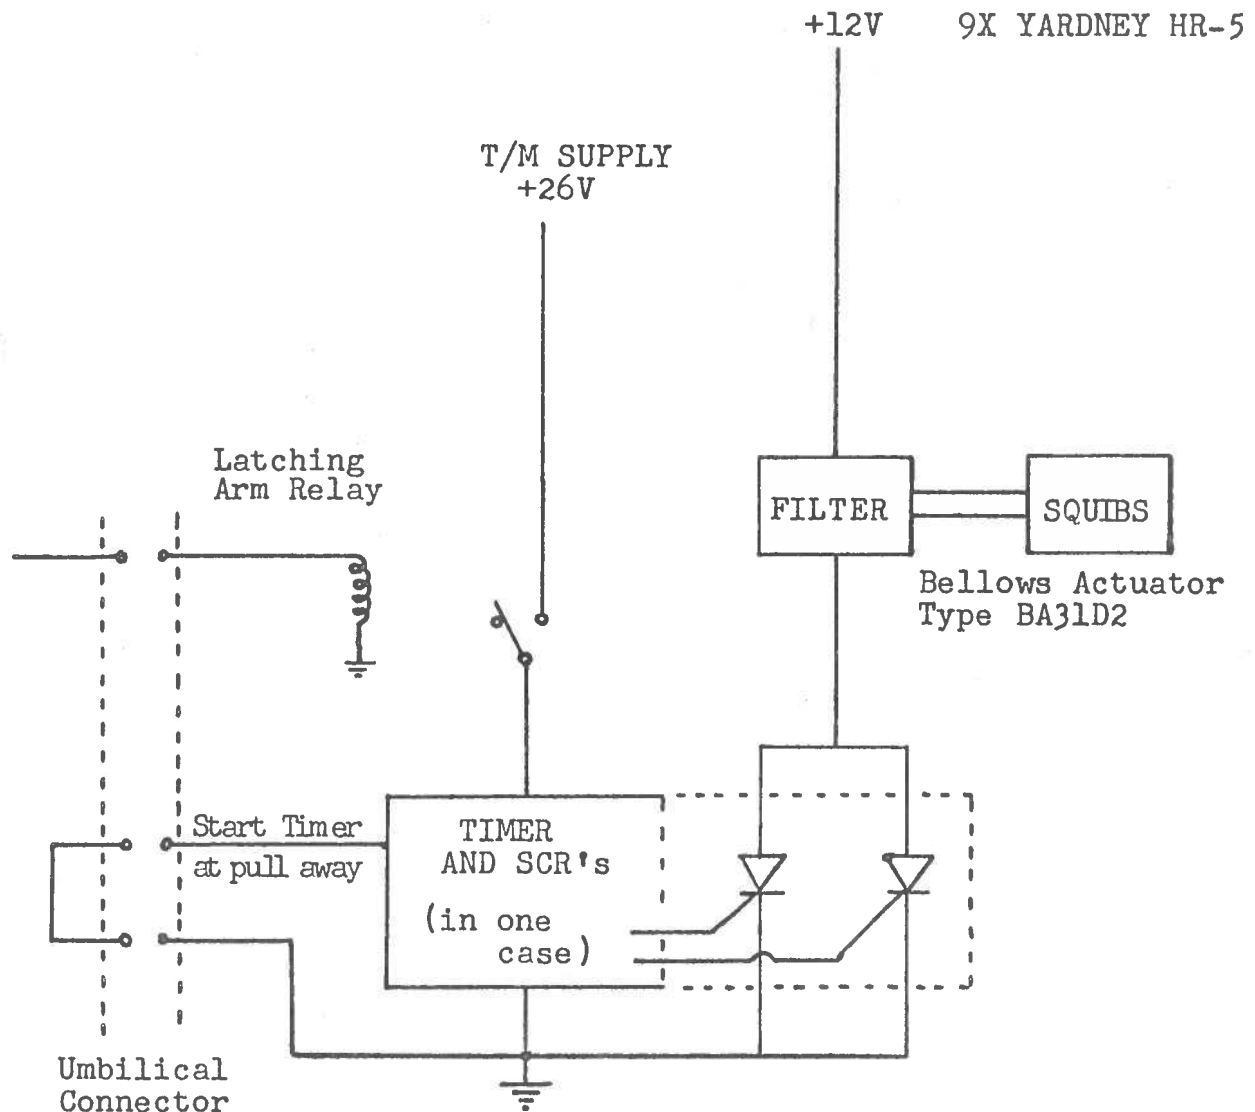 +12V 9X YARDNEY HR-5
T/M SUPPLY
+26V
Latching
Arm Relay
FILTER
SQUIBS
Bellows Actuator
Type BA31D2
Start Timer
at pull away
TIMER
AND SCR's
(in one
case)
Umbilical
Connector